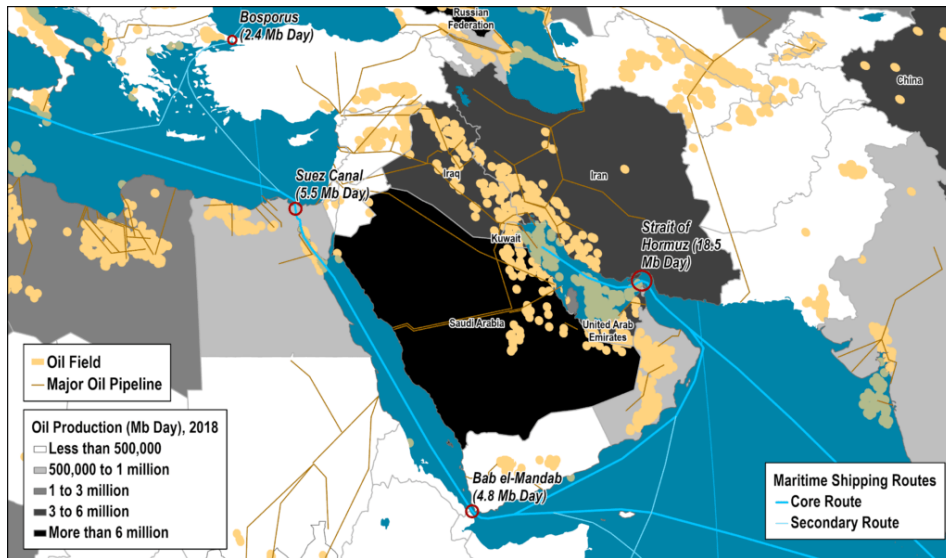 Bosporus
(2.4 Mb Day)
Russian
Federation
China
Suez Canal
(5.5 Mb Day)
Iraq
Iran
Kuwait
Strait of
Hormuz (18.5
Mb Day)
Saudi Arabia
United Arab
Emirates
Oil Field
Major Oil Pipeline
Oil Production (Mb Day), 2018
Less than 500,000
500,000 to 1 million
1 to 3 million
3 to 6 million
More than 6 million
Bab el-Mandab
(4.8 Mb Day)
Maritime Shipping Routes
Core Route
Secondary Route